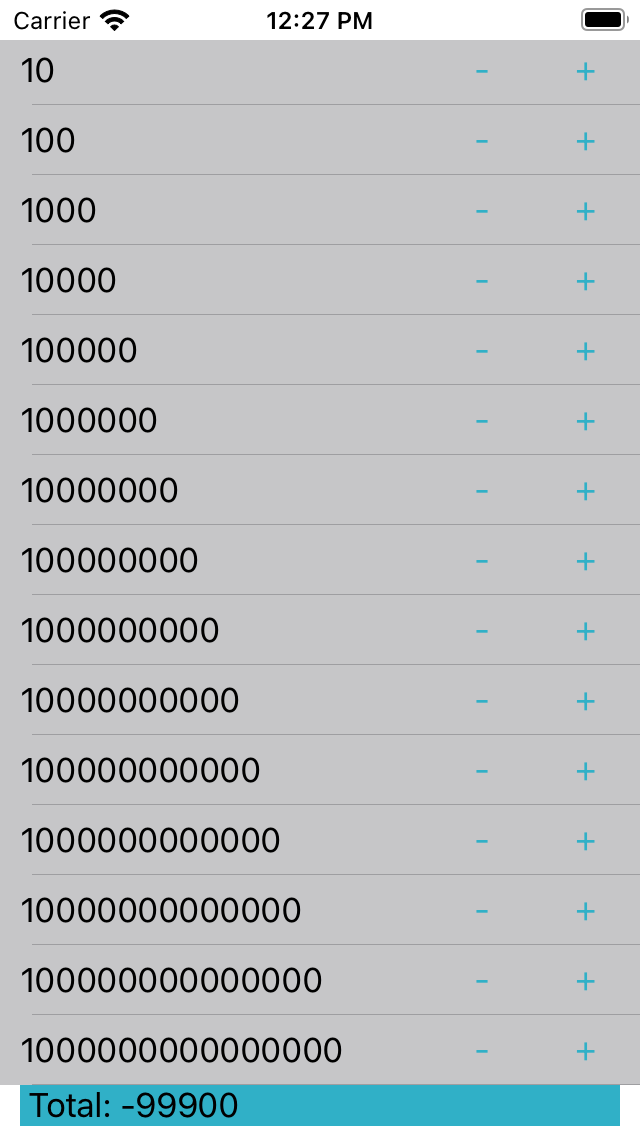 Carrier 12:27 PM
10 - +
100 - +
1000 - +
10000 - +
100000 - +
1000000 - +
10000000 - +
100000000 - +
1000000000 - +
10000000000 - +
100000000000 - +
1000000000000 - +
10000000000000 - +
100000000000000 - +
1000000000000000 - +
Total: -99900